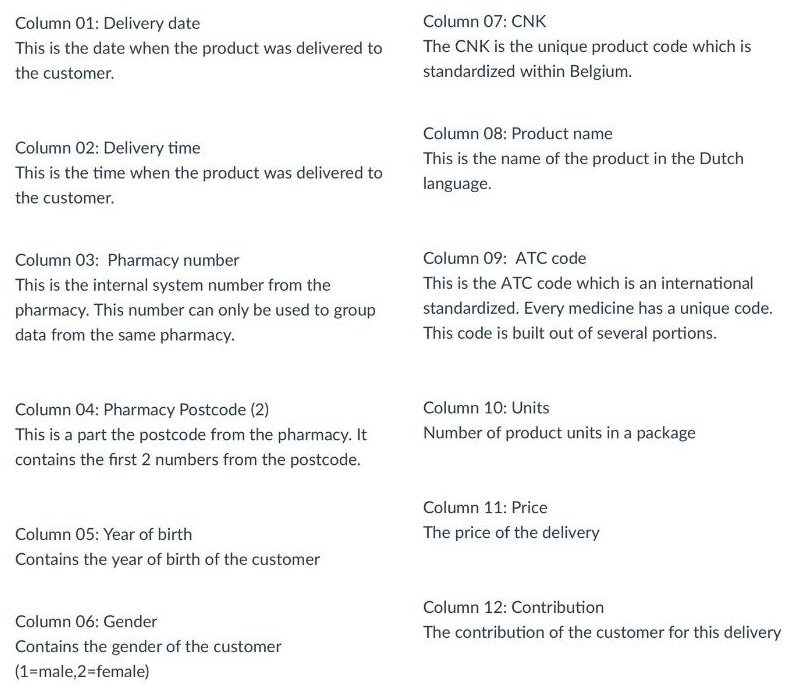 Column 01: Delivery date
This is the date when the product was delivered to
the customer.
Column 02: Delivery time
This is the time when the product was delivered to
the customer.
Column 03:  Pharmacy number
This is the internal system number from the
pharmacy. This number can only be used to group
data from the same pharmacy.
Column 04: Pharmacy Postcode (2)
This is a part the postcode from the pharmacy. It
contains the first 2 numbers from the postcode.
Column 05: Year of birth
Contains the year of birth of the customer
Column 06: Gender
Contains the gender of the customer
(1=male,2=female)
Column 07: CNK
The CNK is the unique product code which is
standardized within Belgium.
Column 08: Product name
This is the name of the product in the Dutch
language.
Column 09:  ATC code
This is the ATC code which is an international
standardized. Every medicine has a unique code.
This code is built out of several portions.
Column 10: Units
Number of product units in a package
Column 11: Price
The price of the delivery
Column 12: Contribution
The contribution of the customer for this delivery